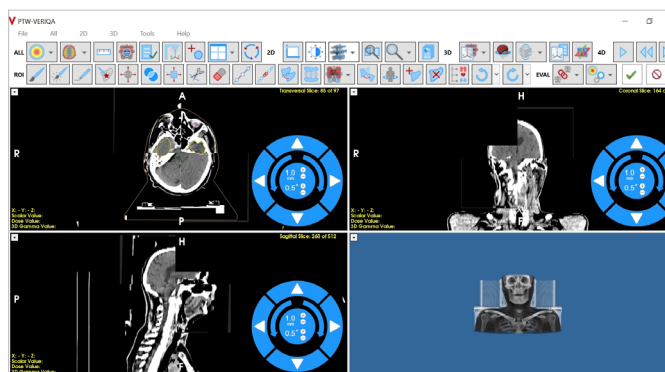 PTW-VERIQA
File All 2D 3D Tools Help
ALL 2D 3D 4D
ROI EVAL
Transversal Slice: 85 of 97
A
R
1.0
mm
0.5°
X: - Y: - Z:
Scalar Value:
Dose Value:
3D Gamma Value:
P
Coronal Slice: 164 o
H
R
1.0
mm
0.5°
X: - Y: - Z:
Scalar Value:
Dose Value:
3D Gamma Value:
F
Sagittal Slice: 260 of 512
H
P
1.0
mm
0.5°
X: - Y: - Z:
Scalar Value:
Dose Value:
3D Gamma Value:
F